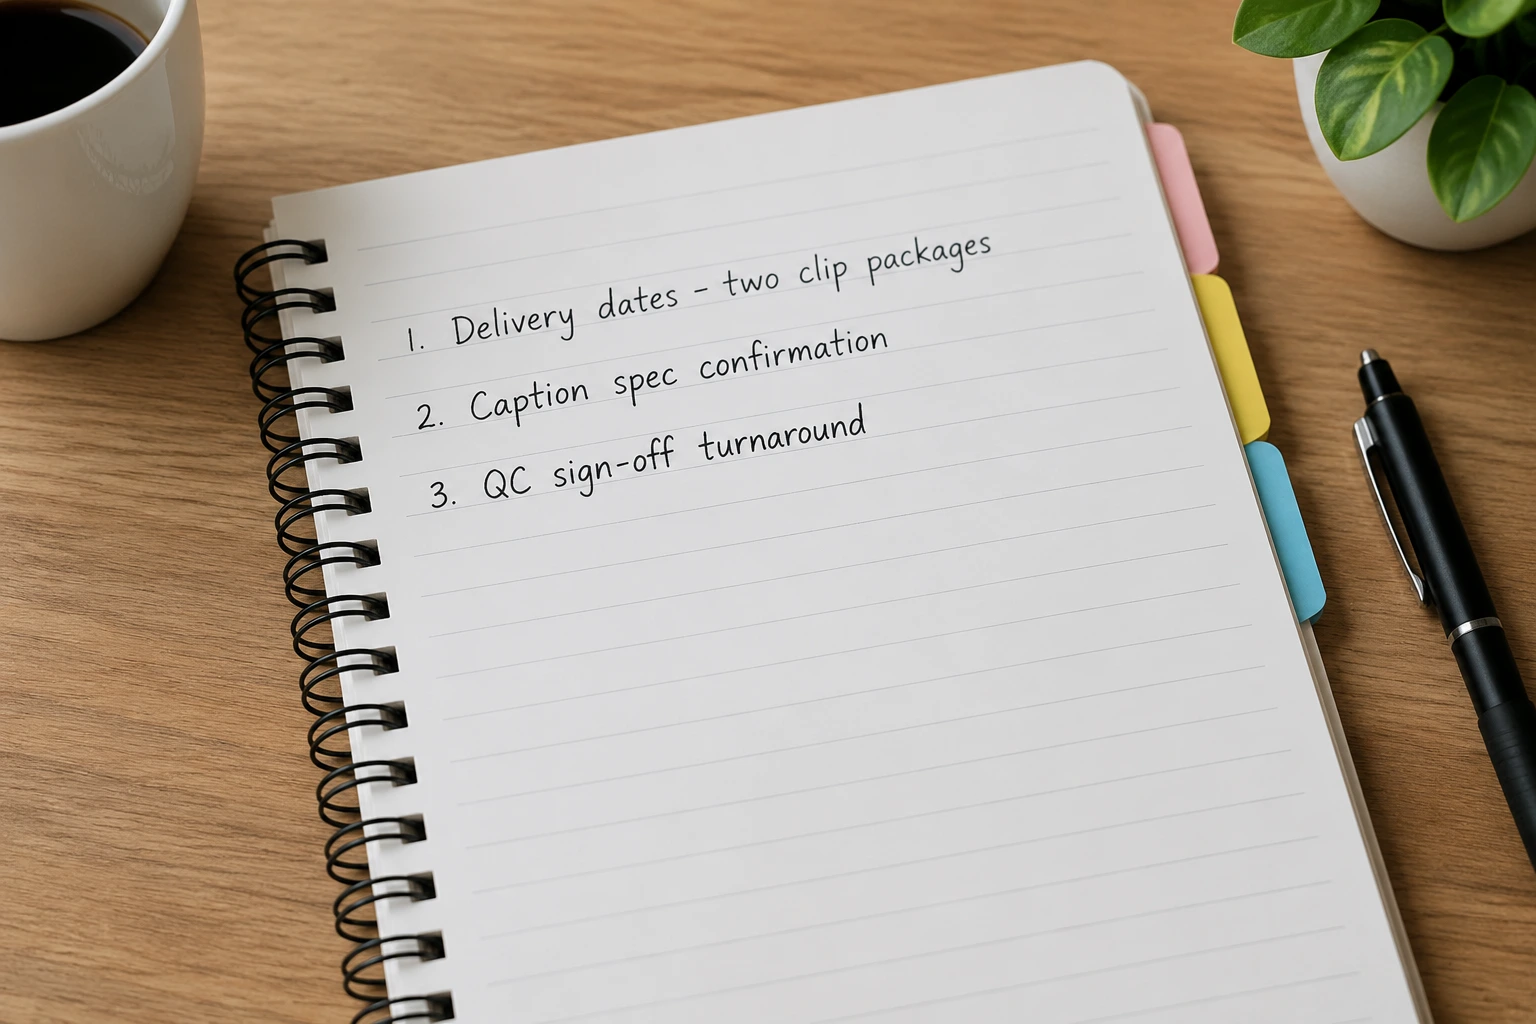 1. Delivery dates - two clip packages
2. Caption spec confirmation
3. QC sign-off turnaround